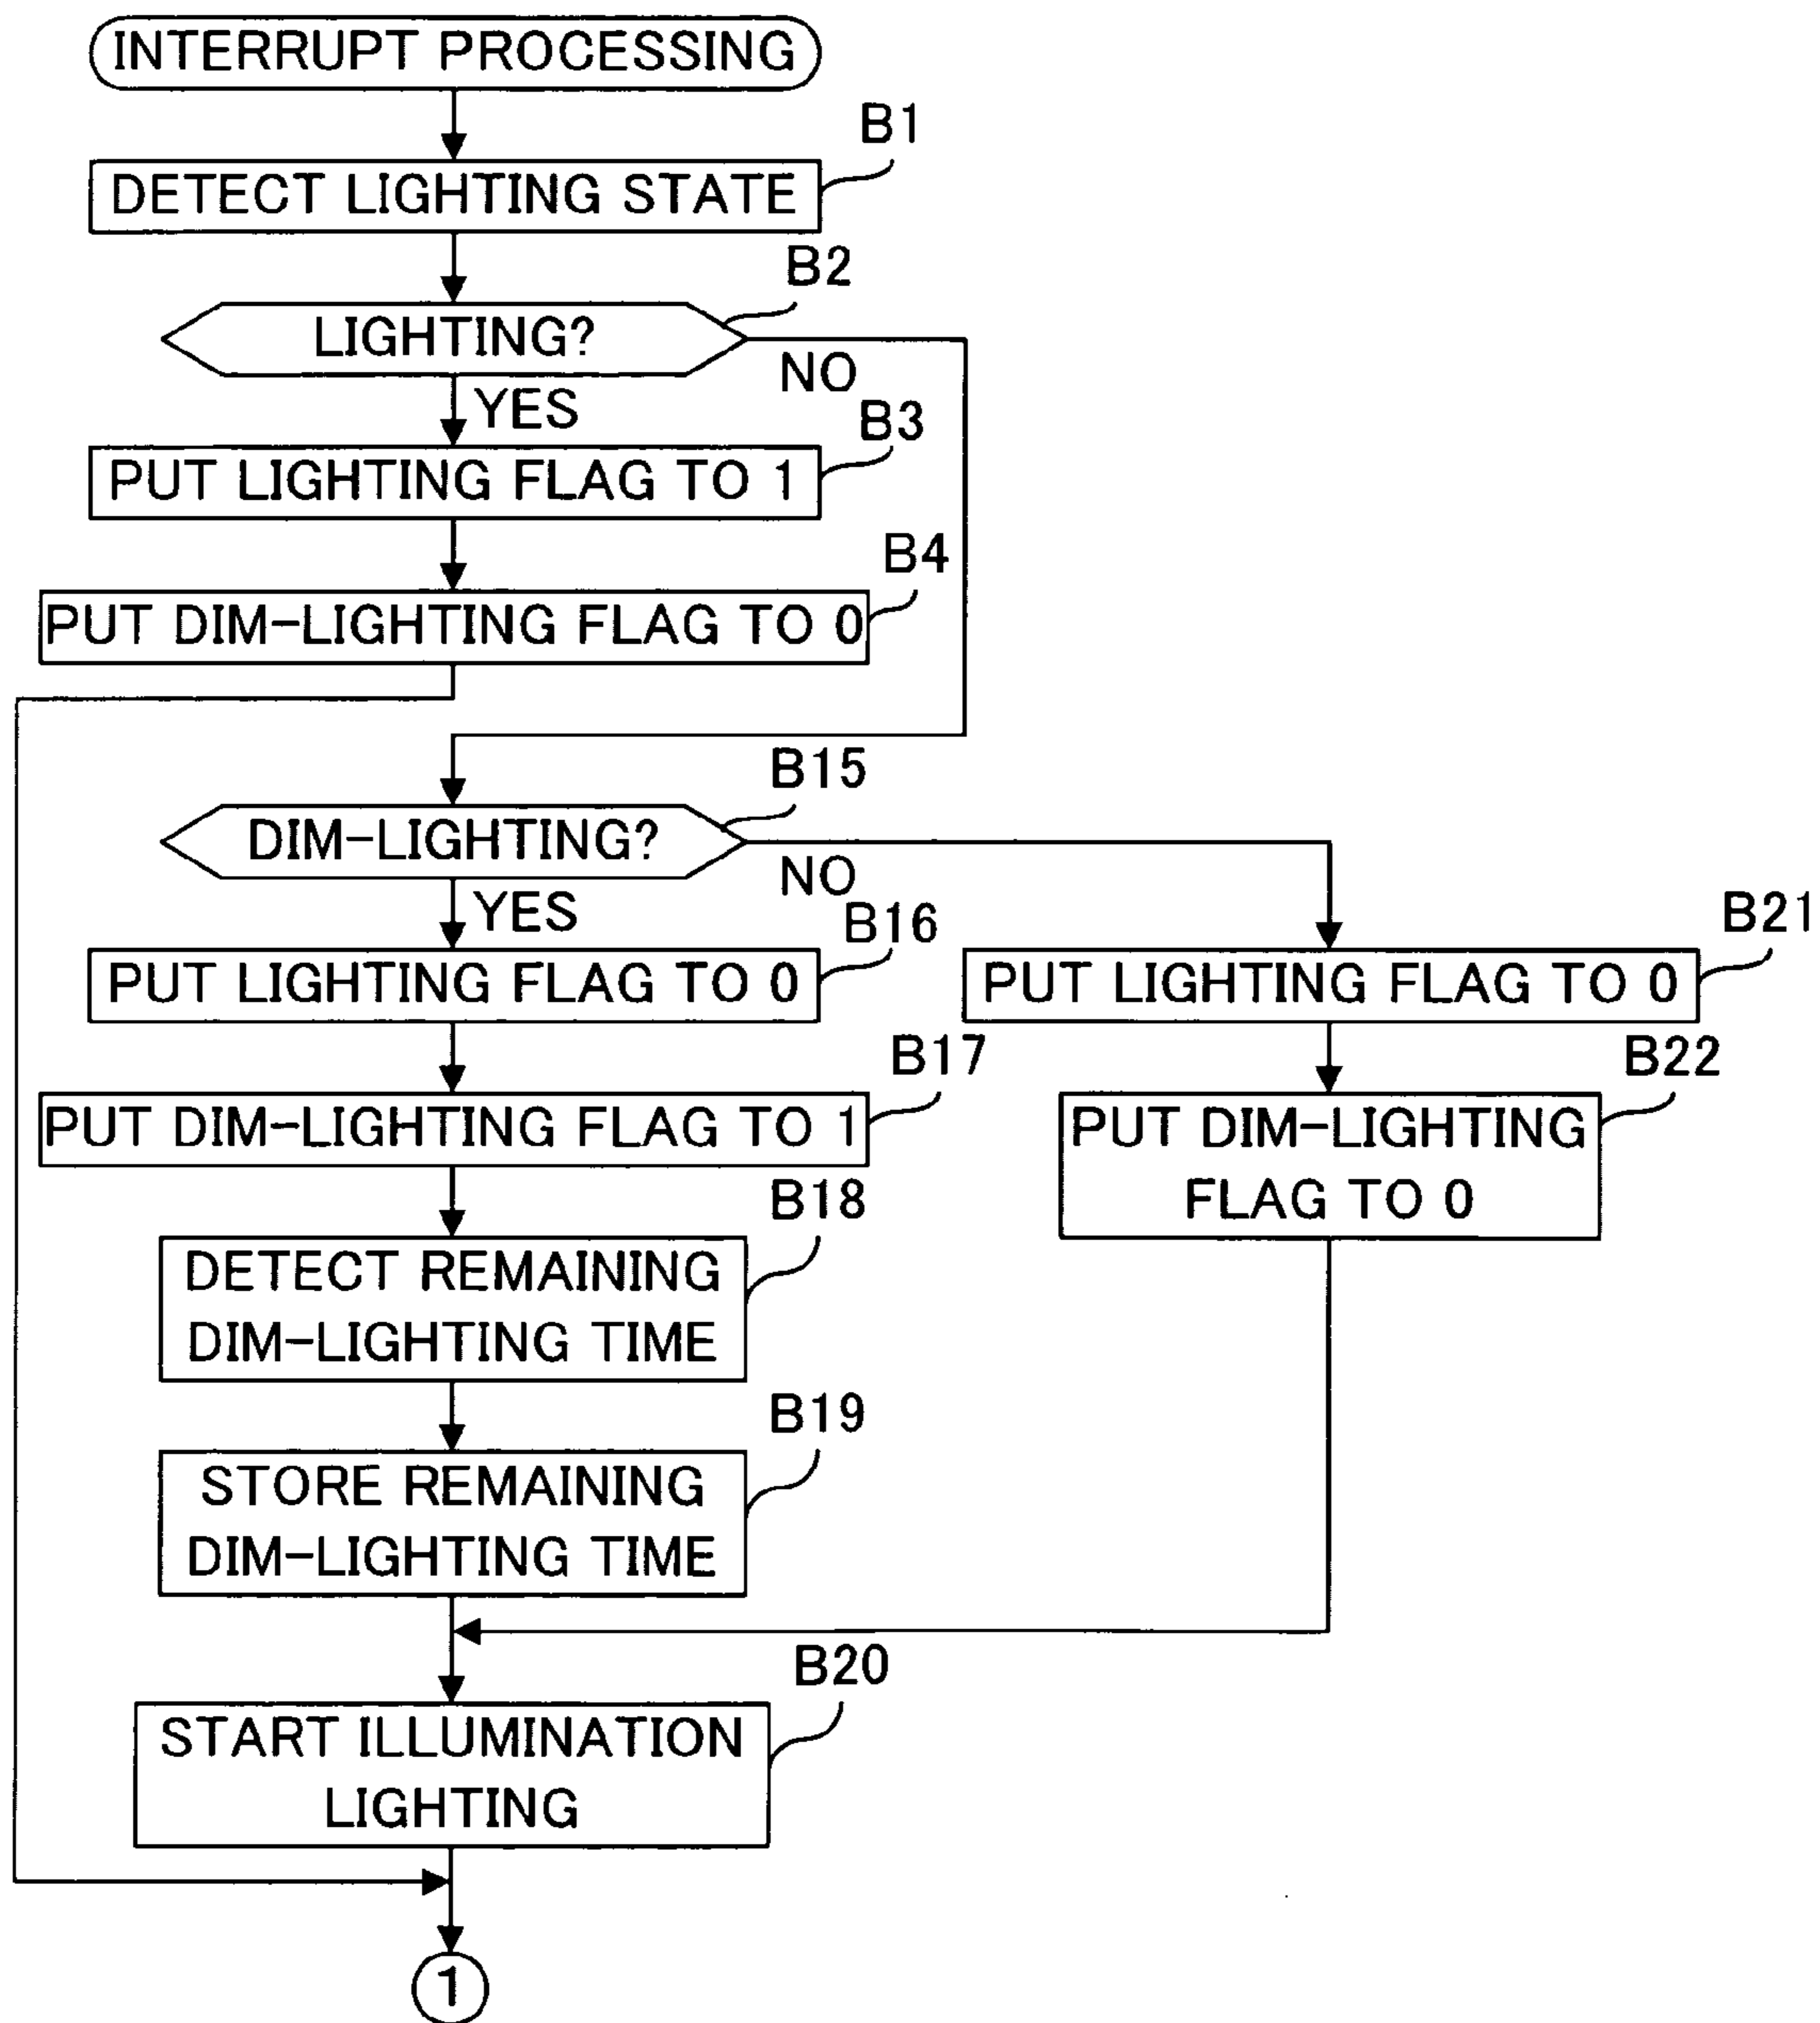 INTERRUPT PROCESSING
B1
DETECT LIGHTING STATE
B2
LIGHTING?
NO
YES
B3
PUT LIGHTING FLAG TO 1
B4
PUT DIM-LIGHTING FLAG TO 0
B15
DIM-LIGHTING?
NO
YES
B16
PUT LIGHTING FLAG TO 0
B21
PUT LIGHTING FLAG TO 0
B17
PUT DIM-LIGHTING FLAG TO 1
B22
PUT DIM-LIGHTING
FLAG TO 0
B18
DETECT REMAINING
DIM-LIGHTING TIME
B19
STORE REMAINING
DIM-LIGHTING TIME
B20
START ILLUMINATION
LIGHTING
1